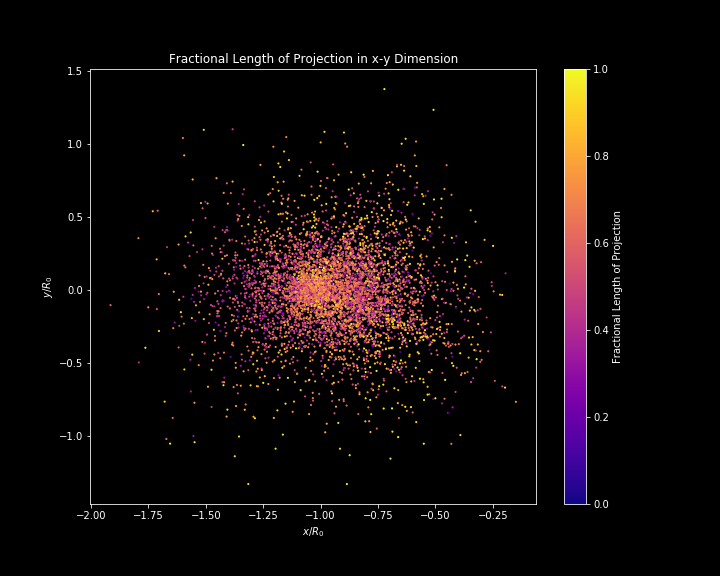 Fractional Length of Projection in x-y Dimension
1.5
1.0
0.5
0.0
−0.5
−1.0
y/R₀
−2.00 −1.75 −1.50 −1.25 −1.00 −0.75 −0.50 −0.25
x/R₀
1.0
0.8
0.6
0.4
0.2
0.0
Fractional Length of Projection